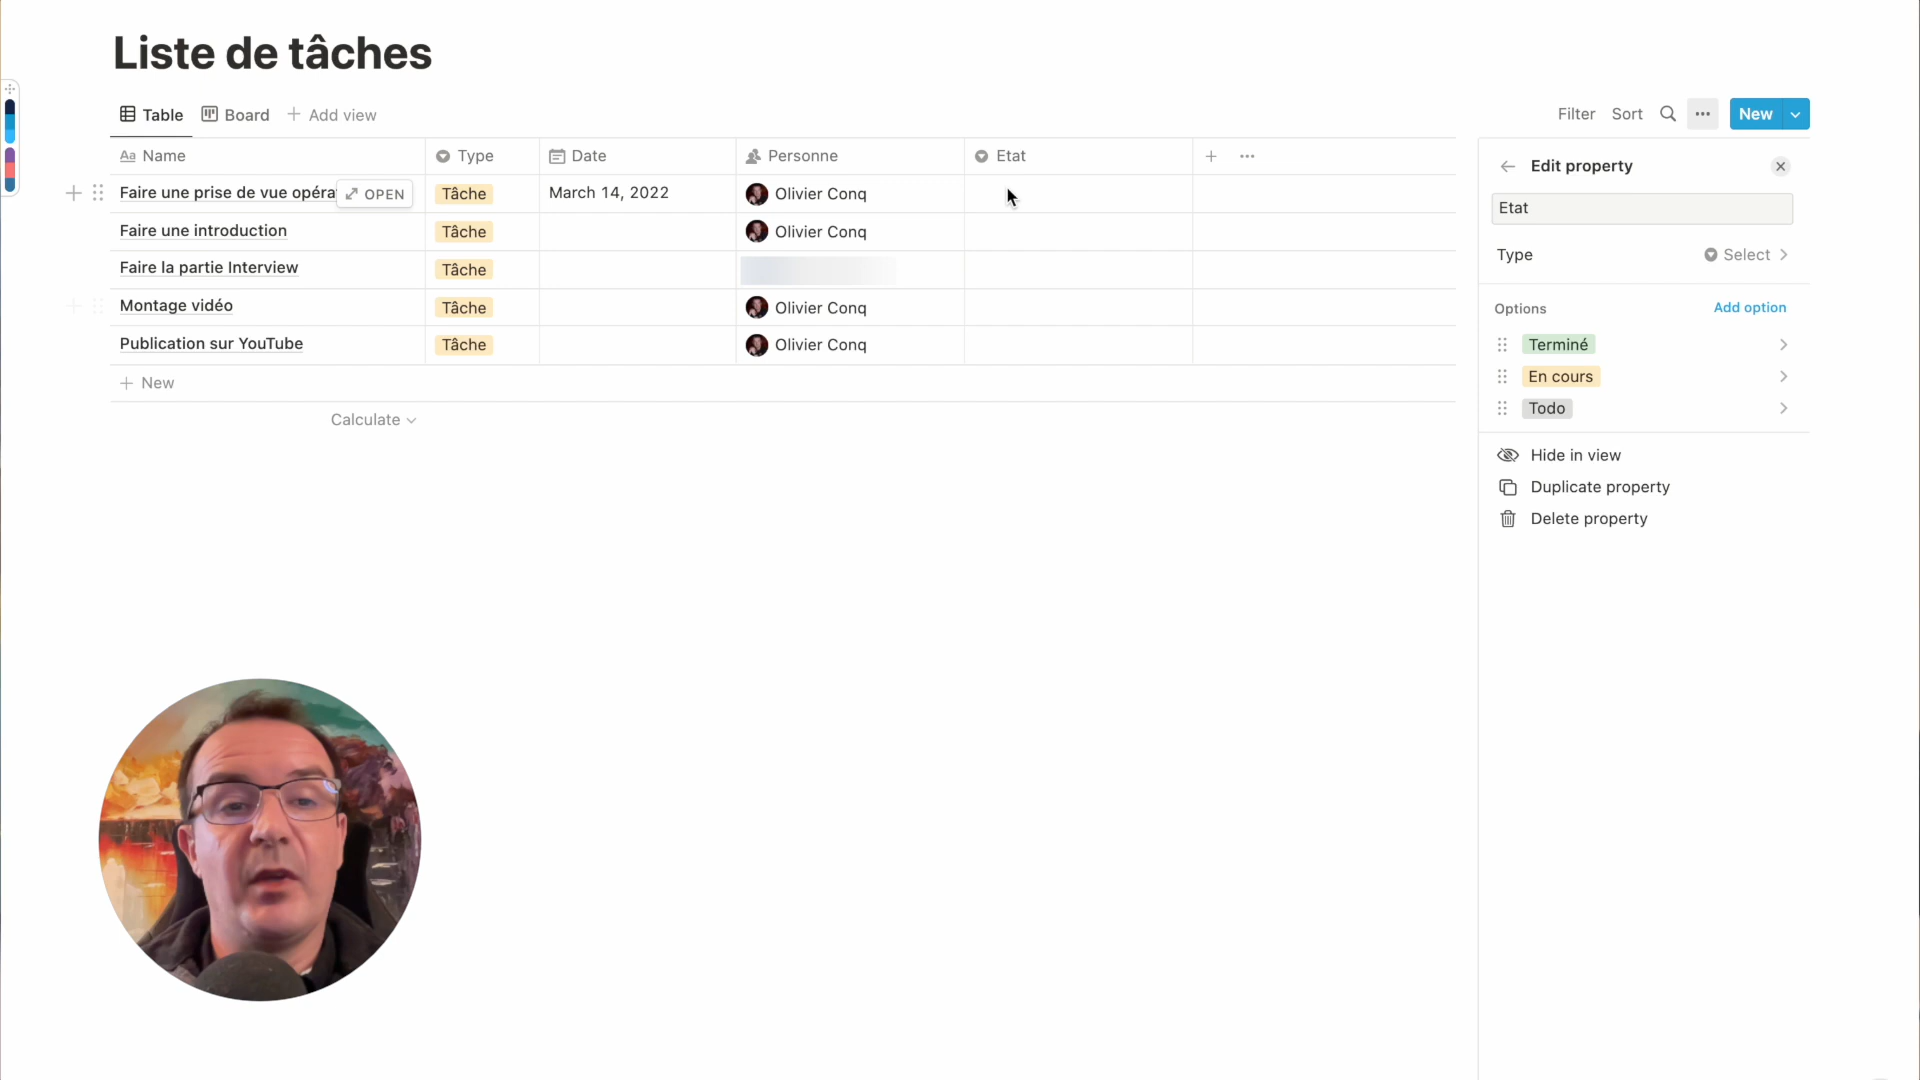 Liste de tâches
Table Board + Add view
Filter Sort ... New
Aa Name Type Date Personne Etat + ...
Faire une prise de vue opéra OPEN Tâche March 14, 2022 Olivier Conq
Faire une introduction Tâche Olivier Conq
Faire la partie Interview Tâche
Montage vidéo Tâche Olivier Conq
Publication sur YouTube Tâche Olivier Conq
+ New
Calculate
Edit property
Etat
Type Select
Options Add option
Terminé
En cours
Todo
Hide in view
Duplicate property
Delete property